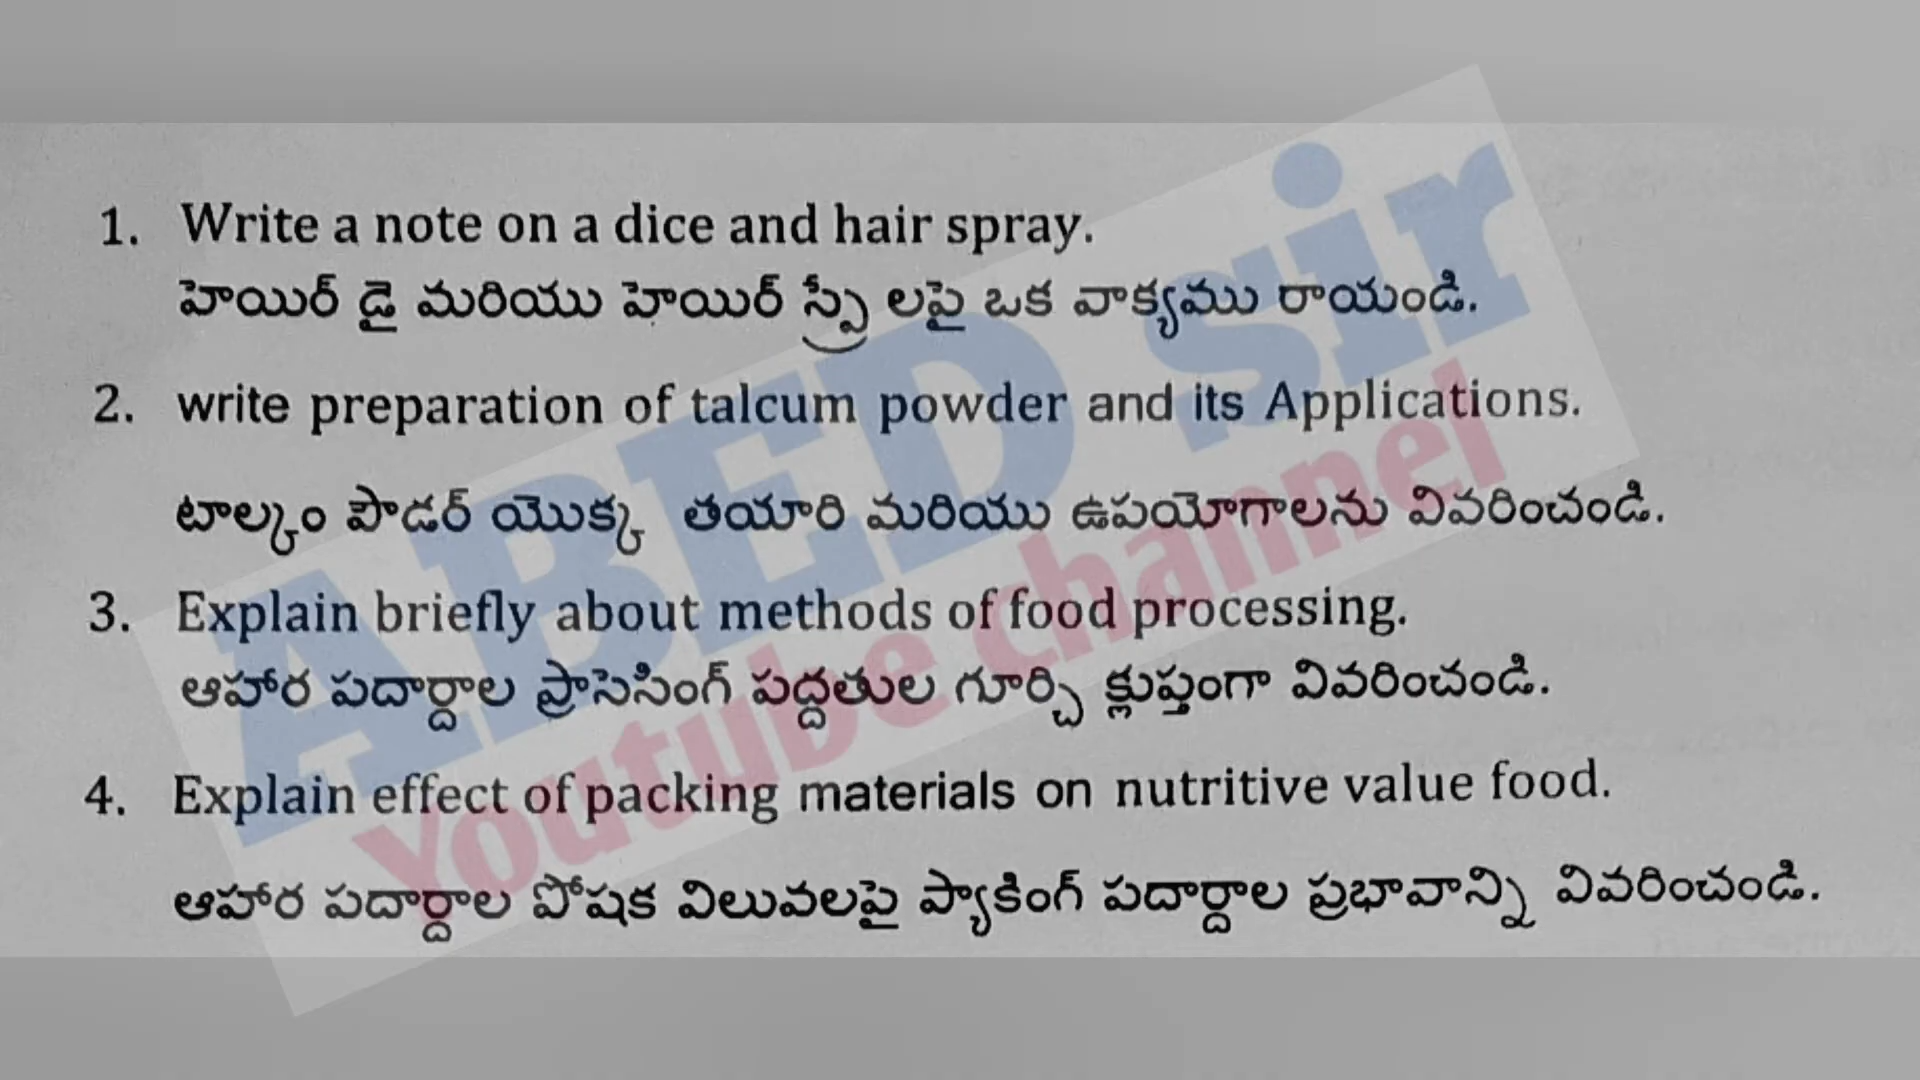 1. Write a note on a dice and hair spray.
హెయిర్ డై మరియు హెయిర్ స్ప్రే లపై ఒక వాక్యము రాయండి.
2. write preparation of talcum powder and its Applications.
టాల్కం పౌడర్ యొక్క తయారి మరియు ఉపయోగాలను వివరించండి.
3. Explain briefly about methods of food processing.
ఆహార పదార్దాల ప్రాసెసింగ్ పద్దతుల గూర్చి క్లుప్తంగా వివరించండి.
4. Explain effect of packing materials on nutritive value food.
ఆహార పదార్దాల పోషక విలువలపై ప్యాకింగ్ పదార్దాల ప్రభావాన్ని వివరించండి.
ABED sir
Youtube channel